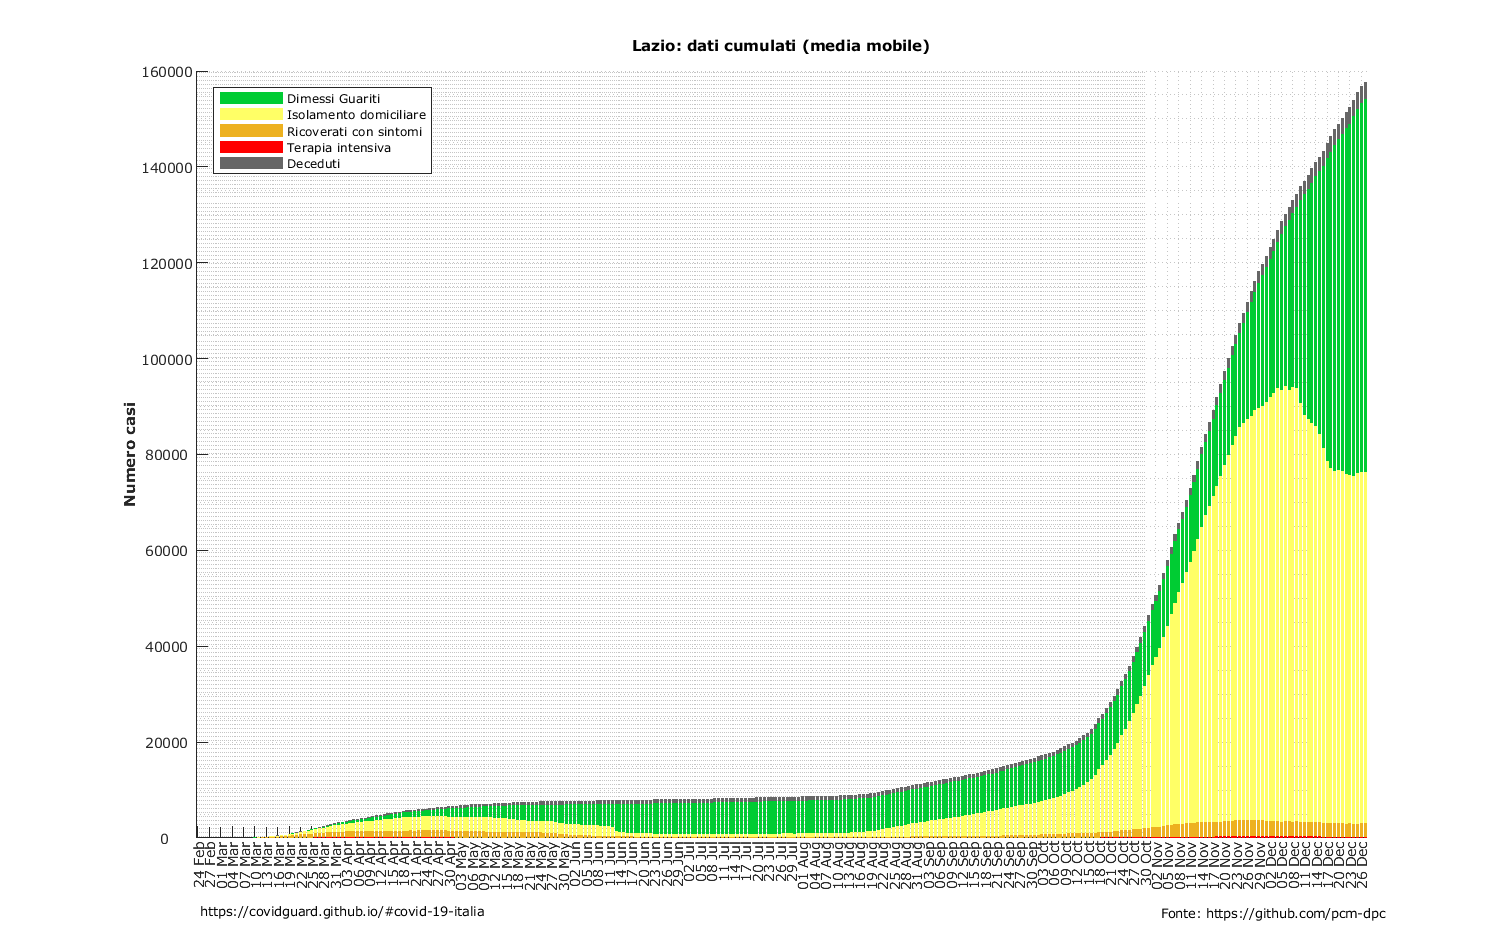 Lazio: dati cumulati (media mobile)
160000
140000
120000
100000
80000
60000
40000
20000
0
Numero casi
Dimessi Guariti
Isolamento domiciliare
Ricoverati con sintomi
Terapia intensiva
Deceduti
24 Feb
27 Feb
01 Mar
04 Mar
07 Mar
10 Mar
13 Mar
16 Mar
19 Mar
22 Mar
25 Mar
28 Mar
31 Mar
03 Apr
06 Apr
09 Apr
12 Apr
15 Apr
18 Apr
21 Apr
24 Apr
27 Apr
30 Apr
03 May
06 May
09 May
12 May
15 May
18 May
21 May
24 May
27 May
30 May
02 Jun
05 Jun
08 Jun
11 Jun
14 Jun
17 Jun
20 Jun
23 Jun
26 Jun
29 Jun
02 Jul
05 Jul
08 Jul
11 Jul
14 Jul
17 Jul
20 Jul
23 Jul
26 Jul
29 Jul
01 Aug
04 Aug
07 Aug
10 Aug
13 Aug
16 Aug
19 Aug
22 Aug
25 Aug
28 Aug
31 Aug
03 Sep
06 Sep
09 Sep
12 Sep
15 Sep
18 Sep
21 Sep
24 Sep
27 Sep
30 Sep
03 Oct
06 Oct
09 Oct
12 Oct
15 Oct
18 Oct
21 Oct
24 Oct
27 Oct
30 Oct
02 Nov
05 Nov
08 Nov
11 Nov
14 Nov
17 Nov
20 Nov
23 Nov
26 Nov
29 Nov
02 Dec
05 Dec
08 Dec
11 Dec
14 Dec
17 Dec
20 Dec
23 Dec
26 Dec
https://covidguard.github.io/#covid-19-italia
Fonte: https://github.com/pcm-dpc